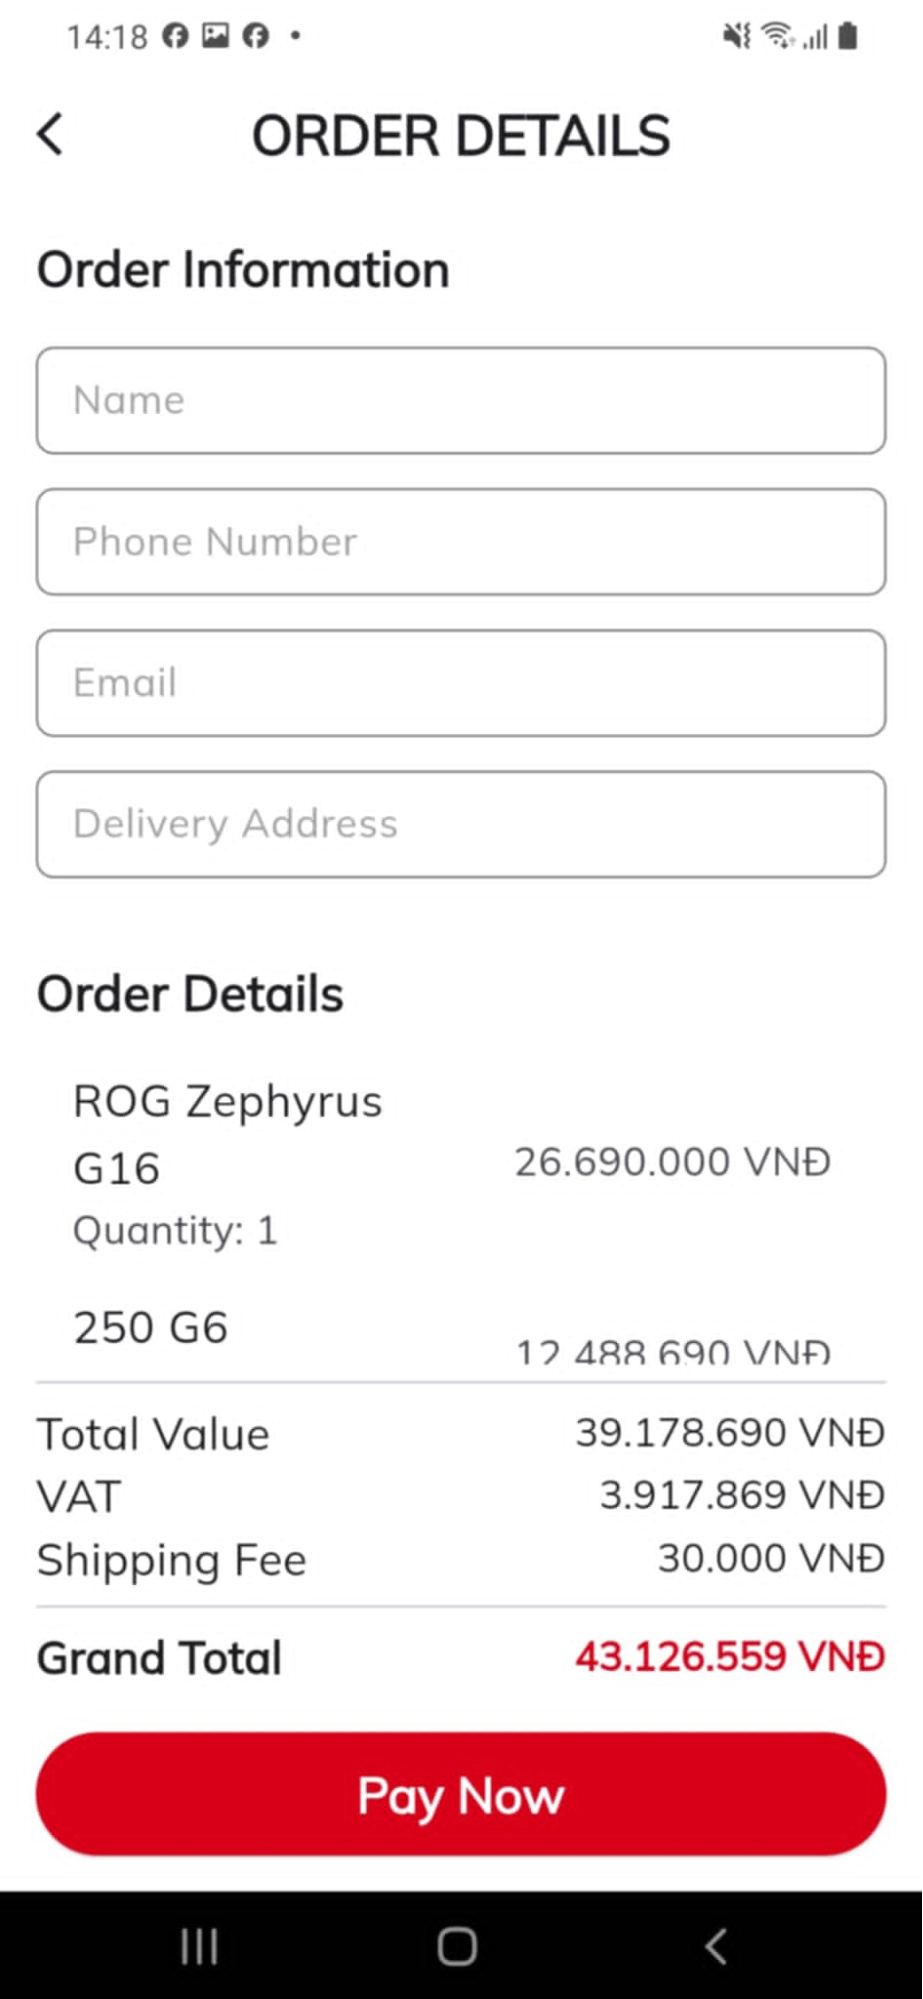 14:18
ORDER DETAILS
Order Information
Name
Phone Number
Email
Delivery Address
Order Details
ROG Zephyrus
G16
26.690.000 VNĐ
Quantity: 1
250 G6
12.488.690 VNĐ
Total Value 39.178.690 VNĐ
VAT 3.917.869 VNĐ
Shipping Fee 30.000 VNĐ
Grand Total 43.126.559 VNĐ
Pay Now